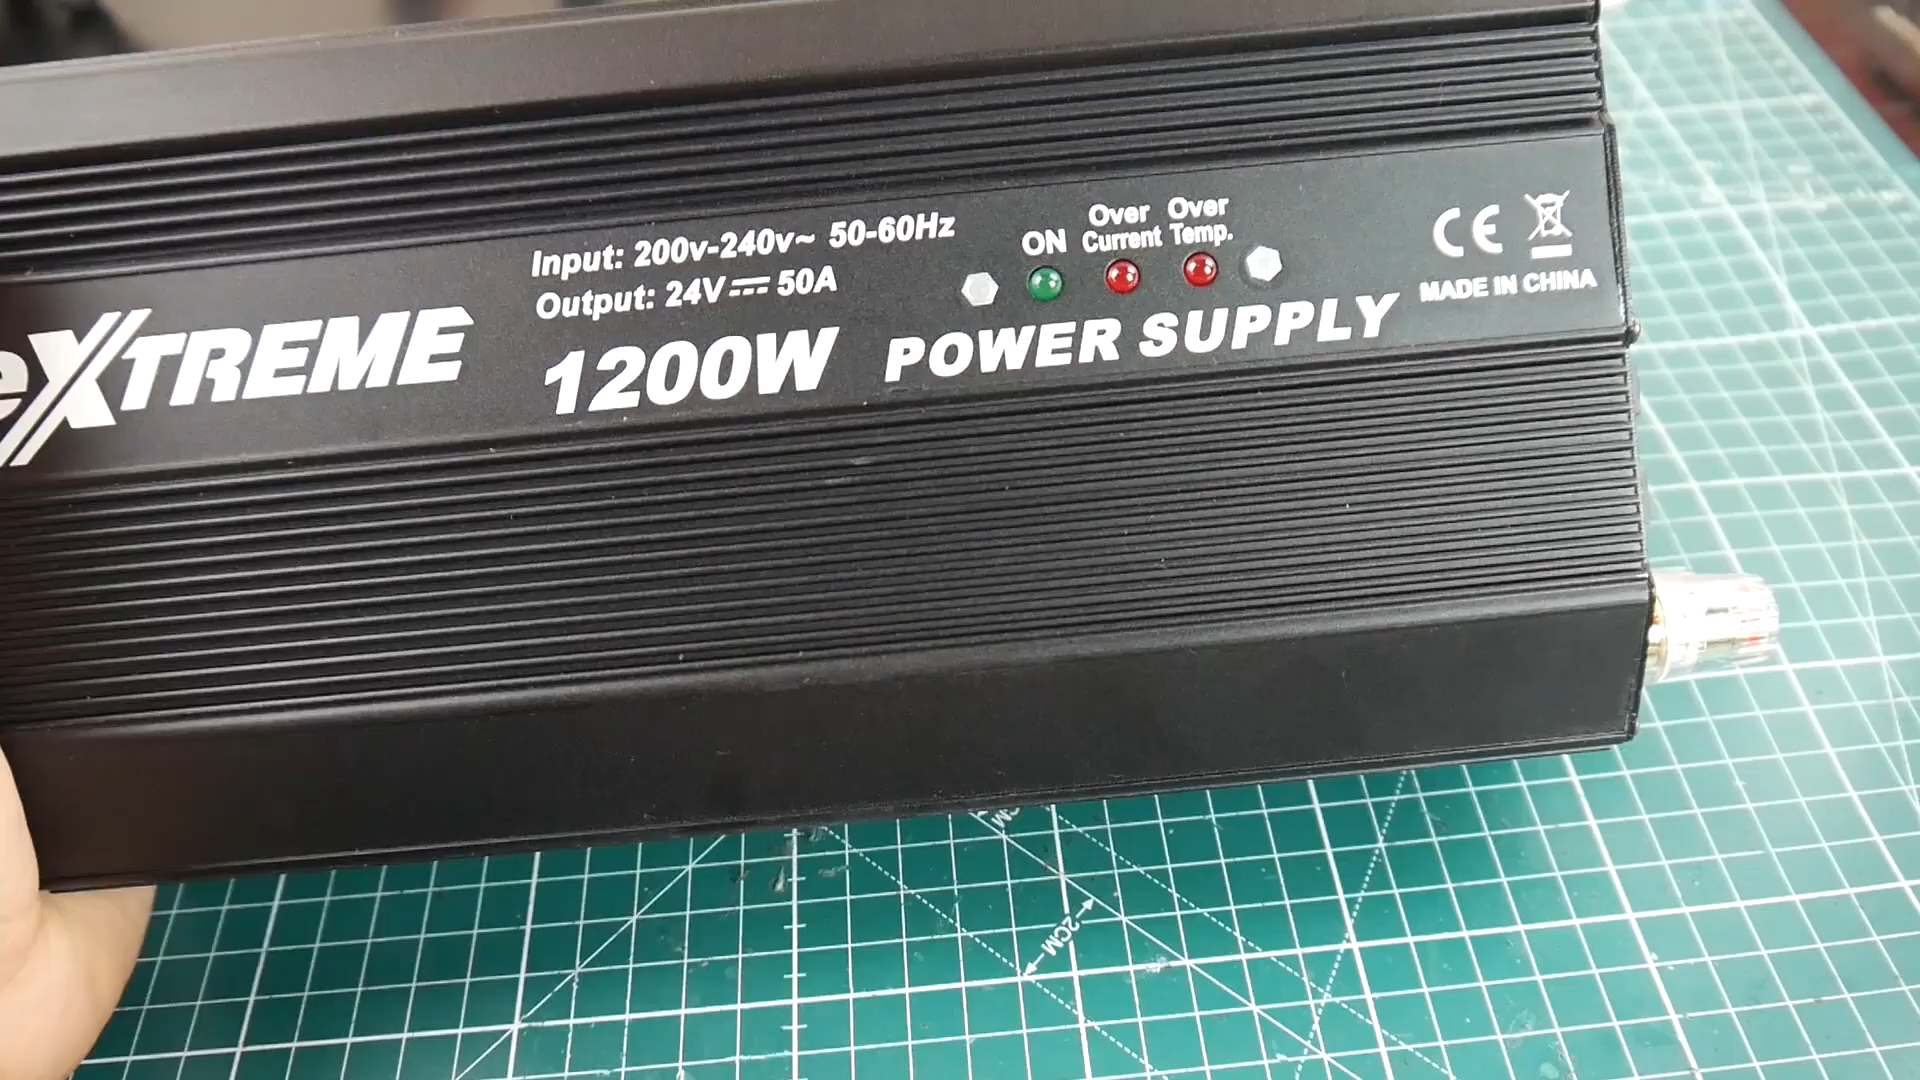 eXTREME
Input: 200v-240v~ 50-60Hz
Output: 24V⎓50A
1200W POWER SUPPLY
ON
Over Current
Over Temp.
CE
MADE IN CHINA
2CM